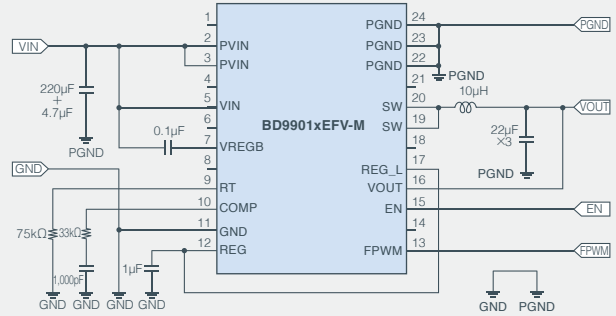 1
2 PVIN
3 PVIN
4
5 VIN
6
7 VREGB
8
9 RT
10 COMP
11 GND
12 REG
BD9901xEFV-M
PGND 24
PGND 23
PGND 22
21
SW 20
SW 19
18
REG_L 17
VOUT 16
EN 15
14
FPWM 13
VIN
220µF
+
4.7µF
PGND
0.1µF
GND
75kΩ
33kΩ
1,000pF
1µF
GND
GND
GND
GND
PGND
PGND
10µH
VOUT
22µF
×3
PGND
EN
FPWM
GND
PGND